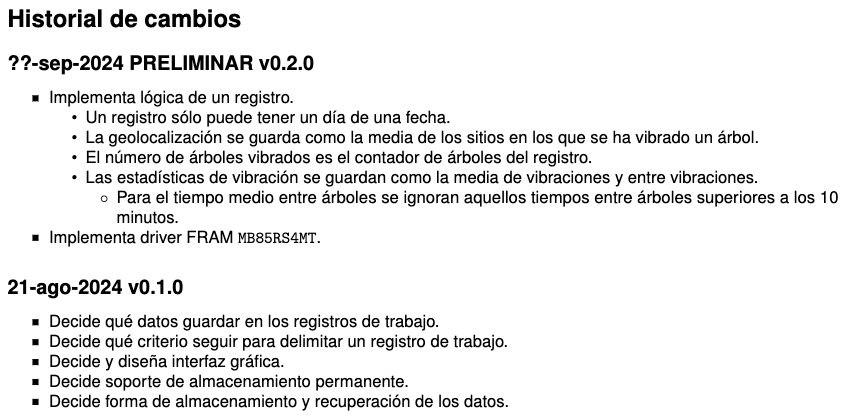 Historial de cambios
??-sep-2024 PRELIMINAR v0.2.0
▪ Implementa lógica de un registro.
• Un registro sólo puede tener un día de una fecha.
• La geolocalización se guarda como la media de los sitios en los que se ha vibrado un árbol.
• El número de árboles vibrados es el contador de árboles del registro.
• Las estadísticas de vibración se guardan como la media de vibraciones y entre vibraciones.
○ Para el tiempo medio entre árboles se ignoran aquellos tiempos entre árboles superiores a los 10
minutos.
▪ Implementa driver FRAM MB85RS4MT.
21-ago-2024 v0.1.0
▪ Decide qué datos guardar en los registros de trabajo.
▪ Decide qué criterio seguir para delimitar un registro de trabajo.
▪ Decide y diseña interfaz gráfica.
▪ Decide soporte de almacenamiento permanente.
▪ Decide forma de almacenamiento y recuperación de los datos.